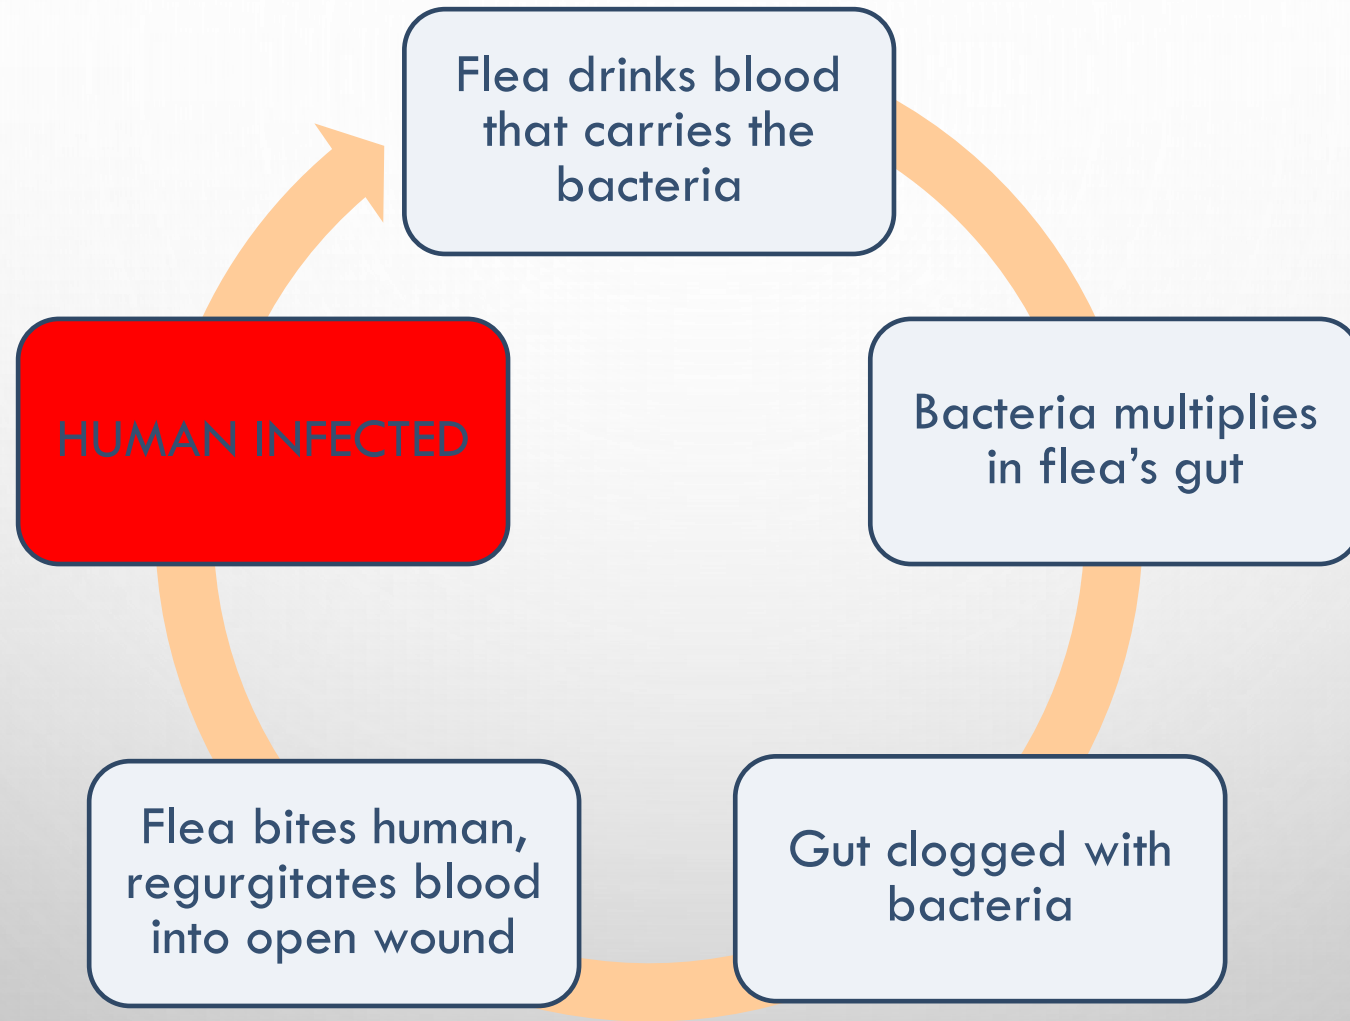 Flea drinks blood
that carries the
bacteria
Bacteria multiplies
in flea’s gut
Gut clogged with
bacteria
Flea bites human,
regurgitates blood
into open wound
HUMAN INFECTED